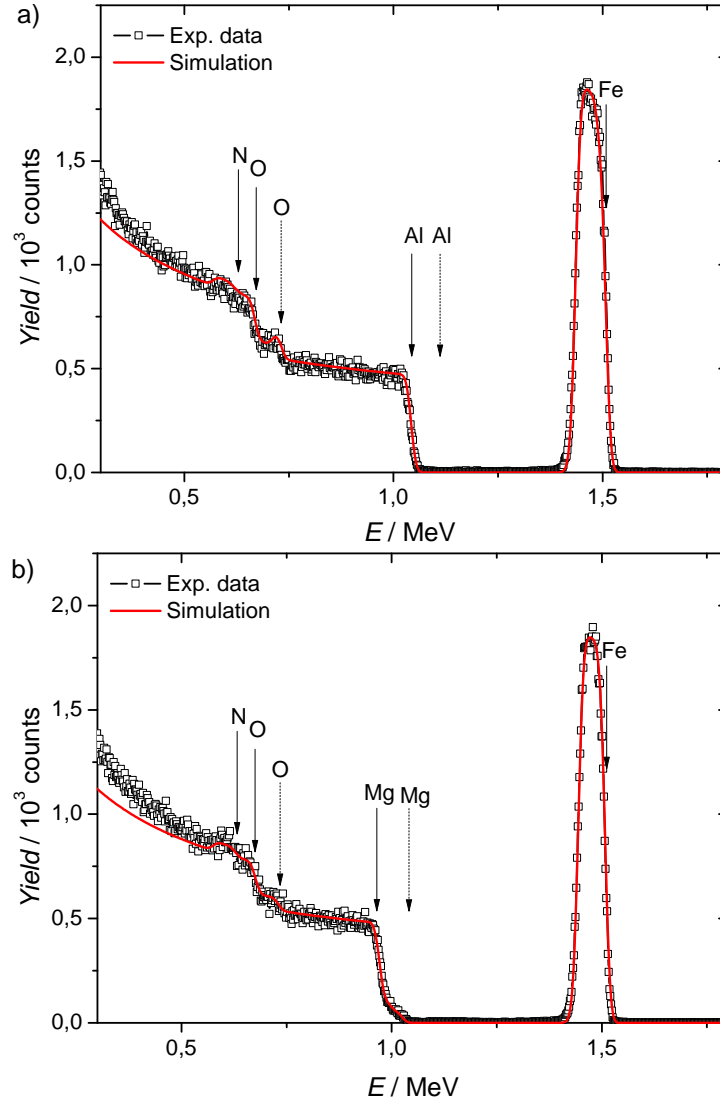 a)
Exp. data
Simulation
2,0
1,5
1,0
0,5
0,0
Yield / 10³ counts
N O
O
Al Al
Fe
0,5 1,0 1,5
E / MeV
b)
Exp. data
Simulation
2,0
1,5
1,0
0,5
0,0
Yield / 10³ counts
N
O
O
Mg Mg
Fe
0,5 1,0 1,5
E / MeV